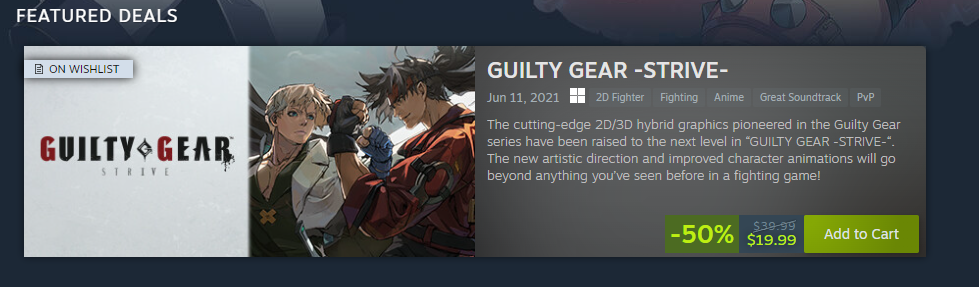 FEATURED DEALS
ON WISHLIST
GUILTY GEAR™
STRIVE
GUILTY GEAR -STRIVE-
Jun 11, 2021 2D Fighter Fighting Anime Great Soundtrack PvP
The cutting-edge 2D/3D hybrid graphics pioneered in the Guilty Gear
series have been raised to the next level in “GUILTY GEAR -STRIVE-“.
The new artistic direction and improved character animations will go
beyond anything you’ve seen before in a fighting game!
-50% $39.99
$19.99 Add to Cart